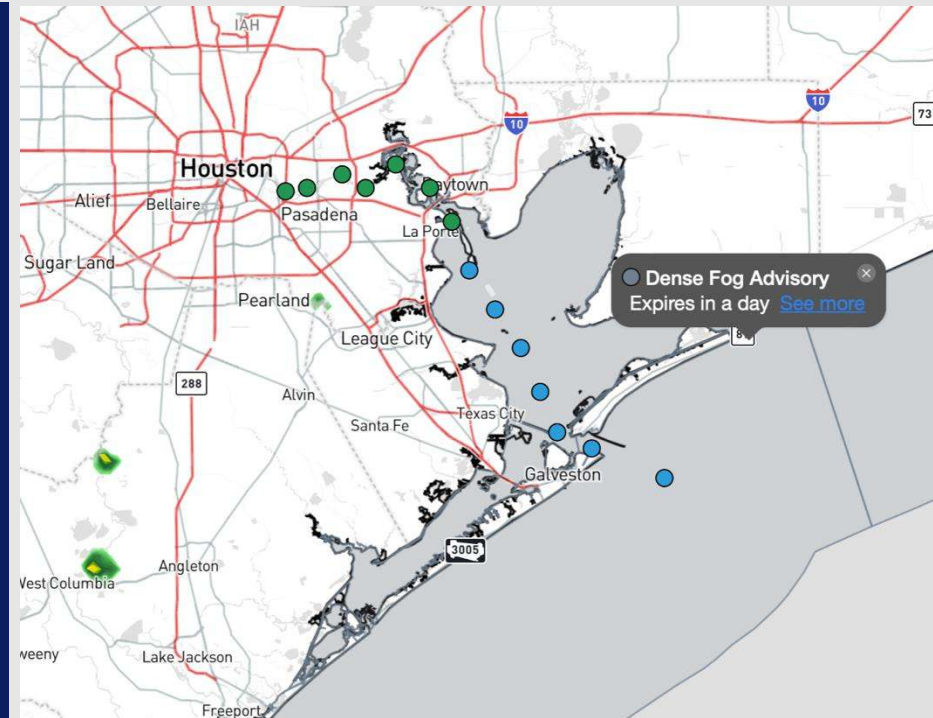 IAH
10
10
73
Houston
Baytown
Alief
Bellaire
Pasadena
La Porte
Sugar Land
Dense Fog Advisory
Expires in a day See more
Pearland
League City
288
Alvin
Texas City
Santa Fe
Galveston
3005
Angleton
West Columbia
Lake Jackson
Freeport